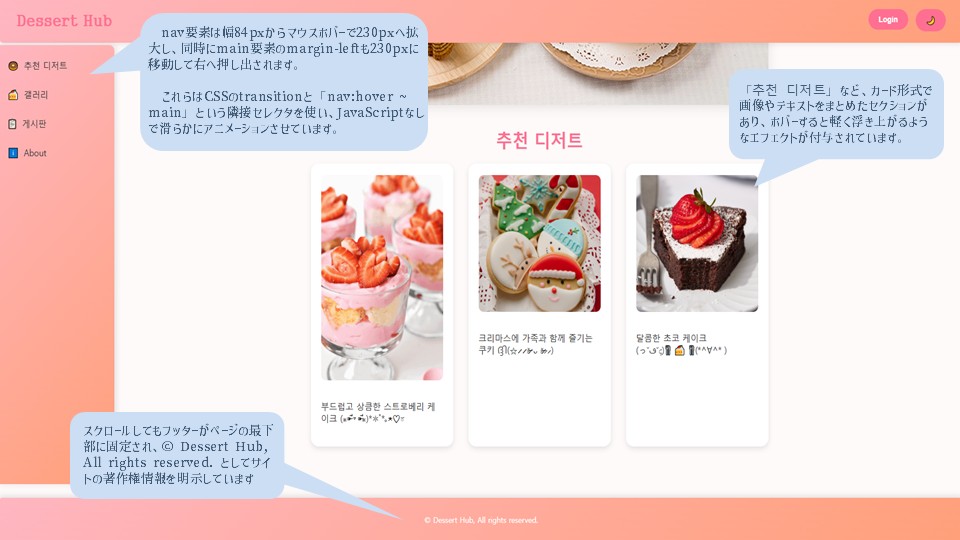 Dessert Hub
Login
추천 디저트
갤러리
게시판
About
nav要素は幅84pxからマウスホバーで230pxへ拡
大し、同時にmain要素のmargin-leftも230pxに
移動して右へ押し出されます。
これらはCSSのtransitionと「nav:hover ~
main」という隣接セレクタを使い、JavaScriptなし
で滑らかにアニメーションさせています。
「추천 디저트」など、カード形式で
画像やテキストをまとめたセクションが
あり、ホバーすると軽く浮き上がるよう
なエフェクトが付与されています。
추천 디저트
부드럽고 상큼한 스트로베리 케
이크
크리마스에 가족과 함께 즐기는
쿠키
달콤한 초코 케이크
スクロールしてもフッターがページの最下
部に固定され、© Dessert Hub,
All rights reserved. としてサイ
トの著作権情報を明示しています
© Dessert Hub, All rights reserved.